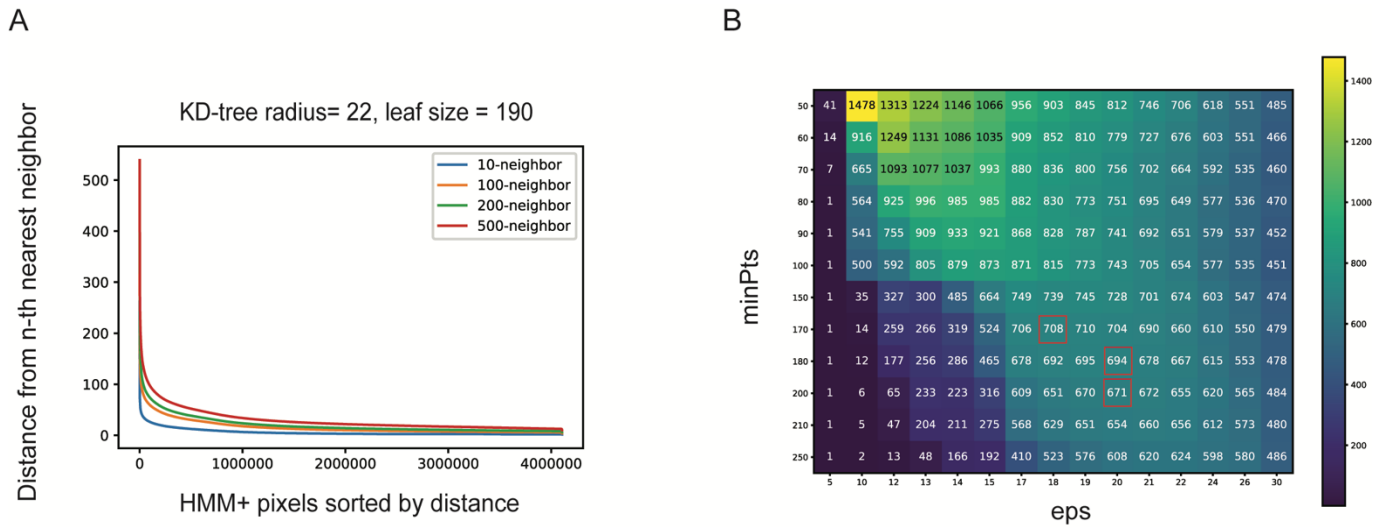 A
B
KD-tree radius= 22, leaf size = 190
Distance from n-th nearest neighbor
500
400
300
200
100
0
10-neighbor
100-neighbor
200-neighbor
500-neighbor
0 1000000 2000000 3000000 4000000
HMM+ pixels sorted by distance
minPts
50 41 1478 1313 1224 1146 1066 956 903 845 812 746 706 618 551 485
60 14 916 1249 1131 1086 1035 909 852 810 779 727 676 603 551 466
70 7 665 1093 1077 1037 993 880 836 800 756 702 664 592 535 460
80 1 564 925 996 985 985 882 830 773 751 695 649 577 536 470
90 1 541 755 909 933 921 868 828 787 741 692 651 579 537 452
100 1 500 592 805 879 873 871 815 773 743 705 654 577 535 451
150 1 35 327 300 485 664 749 739 745 728 701 674 603 547 474
170 1 14 259 266 319 524 706 708 710 704 690 660 610 550 479
180 1 12 177 256 286 465 678 692 695 694 678 667 615 553 478
200 1 6 65 233 223 316 609 651 670 671 672 655 620 565 484
210 1 5 47 204 211 275 568 629 651 654 660 656 612 573 480
250 1 2 13 48 166 192 410 523 576 608 620 624 598 580 486
5 10 12 13 14 15 17 18 19 20 21 22 24 26 30
eps
1400
1200
1000
800
600
400
200